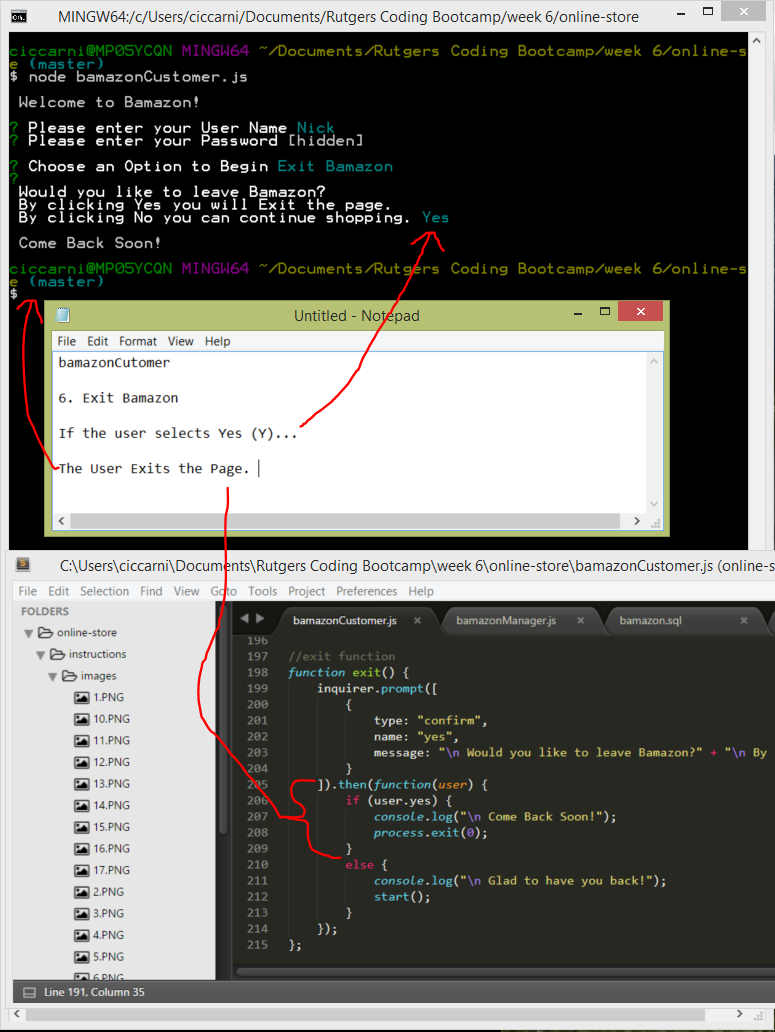 MINGW64:/c/Users/ciccarni/Documents/Rutgers Coding Bootcamp/week 6/online-store
ciccarni@MP05YCQN MINGW64 ~/Documents/Rutgers Coding Bootcamp/week 6/online-s
e (master)
$ node bamazonCustomer.js
Welcome to Bamazon!
? Please enter your User Name Nick
? Please enter your Password [hidden]
? Choose an Option to Begin Exit Bamazon
?
Would you like to leave Bamazon?
By clicking Yes you will Exit the page.
By clicking No you can continue shopping. Yes
Come Back Soon!
ciccarni@MP05YCQN MINGW64 ~/Documents/Rutgers Coding Bootcamp/week 6/online-s
e (master)
$
Untitled - Notepad
File Edit Format View Help
bamazonCutomer
6. Exit Bamazon
If the user selects Yes (Y)...
The User Exits the Page.
C:\Users\ciccarni\Documents\Rutgers Coding Bootcamp\week 6\online-store\bamazonCustomer.js (online-s
File Edit Selection Find View Goto Tools Project Preferences Help
FOLDERS
online-store
instructions
images
1.PNG
10.PNG
11.PNG
12.PNG
13.PNG
14.PNG
15.PNG
16.PNG
17.PNG
2.PNG
3.PNG
4.PNG
5.PNG
6.PNG
bamazonCustomer.js bamazonManager.js bamazon.sql
196
197 //exit function
198 function exit() {
199 inquirer.prompt([
200 {
201 type: "confirm",
202 name: "yes",
203 message: "\n Would you like to leave Bamazon?" + "\n By
204 }
205 ]).then(function(user) {
206 if (user.yes) {
207 console.log("\n Come Back Soon!");
208 process.exit(0);
209 }
210 else {
211 console.log("\n Glad to have you back!");
212 start();
213 }
214 });
215 };
Line 191, Column 35